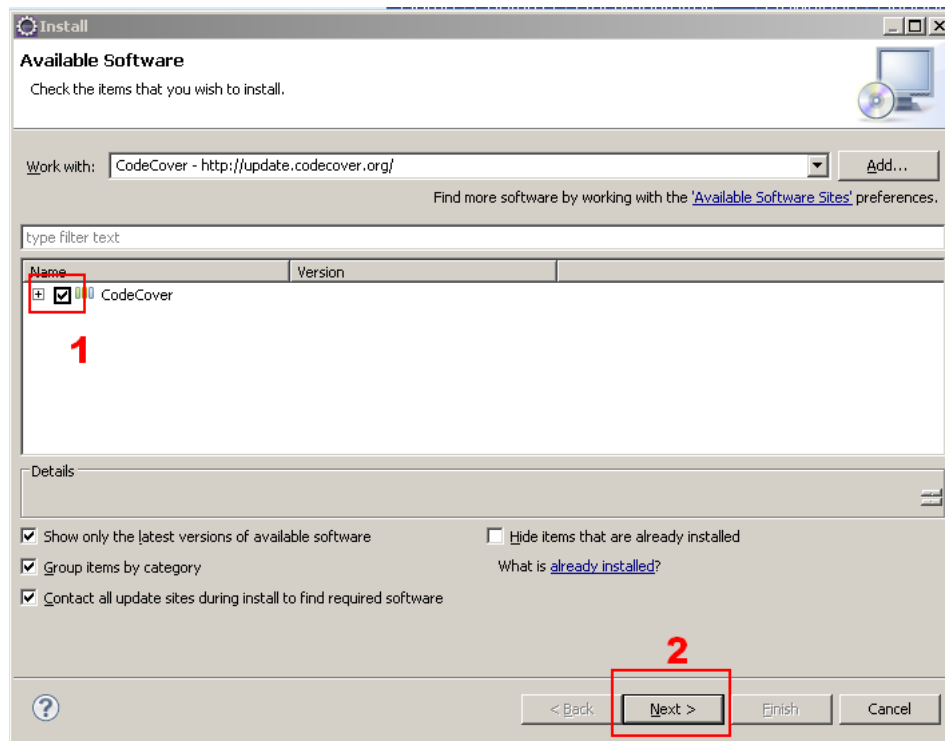 Install
Available Software
Check the items that you wish to install.
Work with: CodeCover - http://update.codecover.org/ Add...
Find more software by working with the 'Available Software Sites' preferences.
type filter text
Name Version
CodeCover
1
Details
Show only the latest versions of available software Hide items that are already installed
Group items by category What is already installed?
Contact all update sites during install to find required software
2
? < Back Next > Finish Cancel